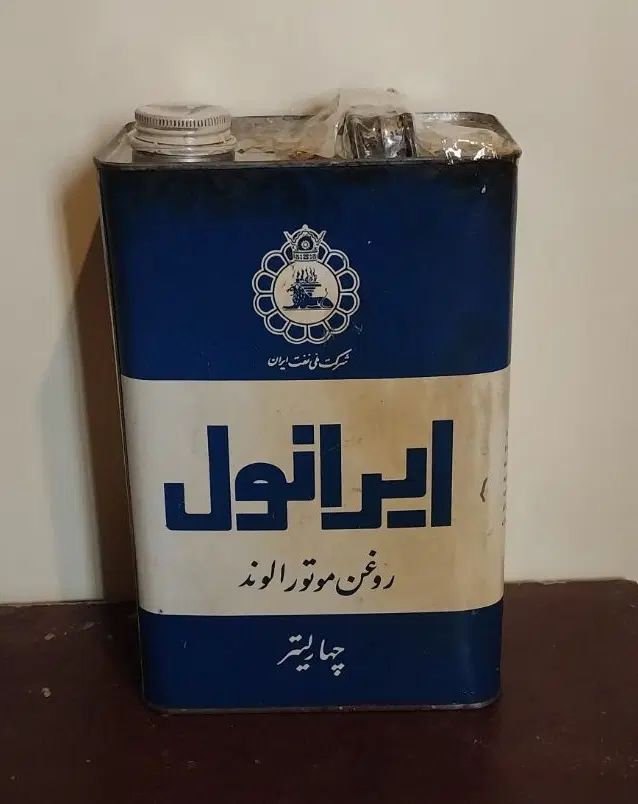 شرکت ملی نفت ایران
ایرانول
روغن موتور الوند
چهار لیتر